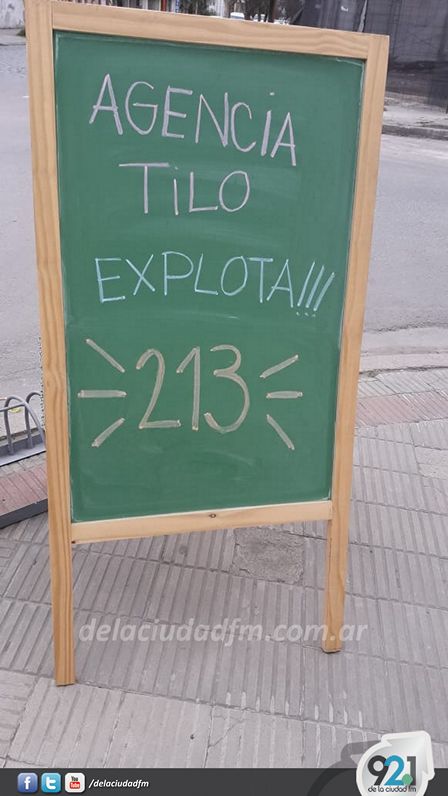 AGENCIA
TiLO
EXPLOTA!!!
213
delaciudadfm.com.ar
/delaciudadfm
92.1
de la ciudad fm